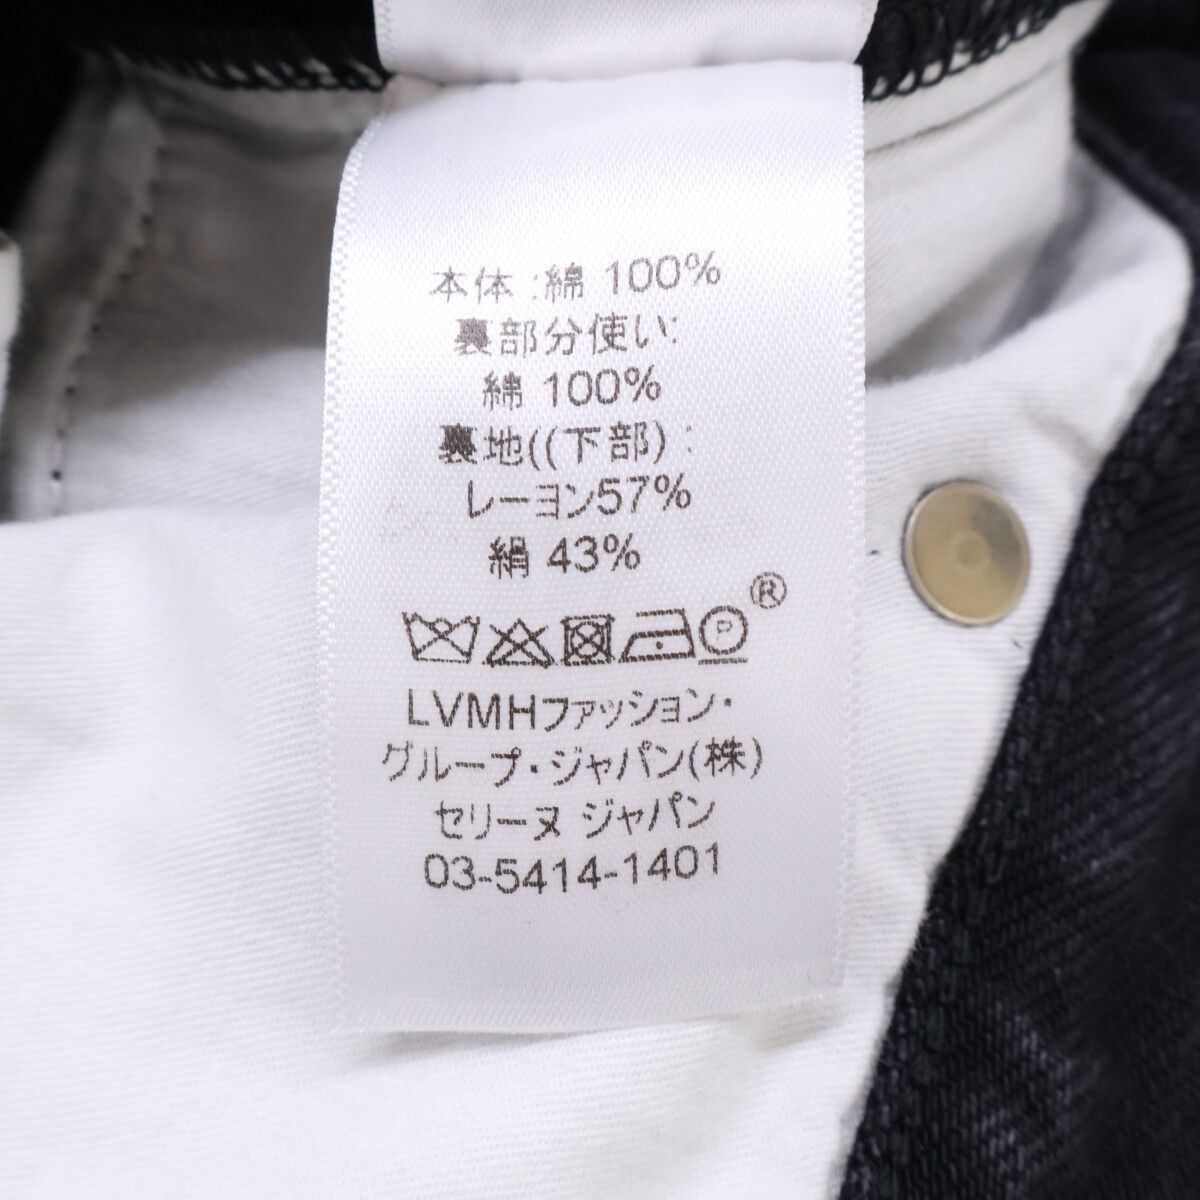 本体 :綿 100%
裏部分使い:
綿 100%
裏地((下部) :
レーヨン57%
絹 43%
P ®
LVMHファッション・
グループ・ジャパン(株)
セリーヌ ジャパン
03-5414-1401